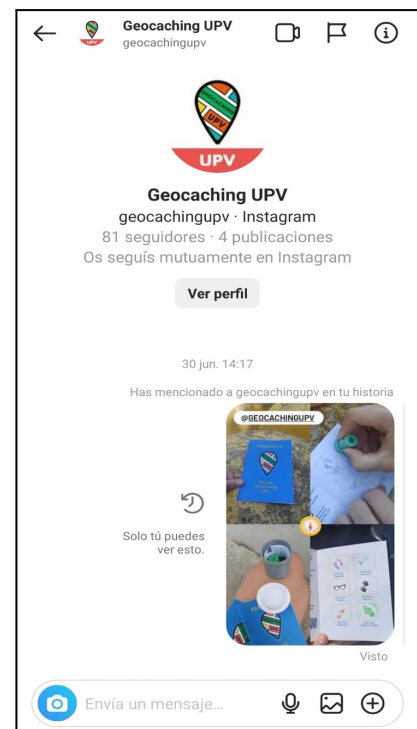 Geocaching UPV
geocachingupv
GEOCACHING
UPV
UPV
Geocaching UPV
geocachingupv · Instagram
81 seguidores · 4 publicaciones
Os seguís mutuamente en Instagram
Ver perfil
30 jun. 14:17
Has mencionado a geocachingupv en tu historia
@GEOCACHINGUPV
Solo tú puedes
ver esto.
Visto
Envía un mensaje...